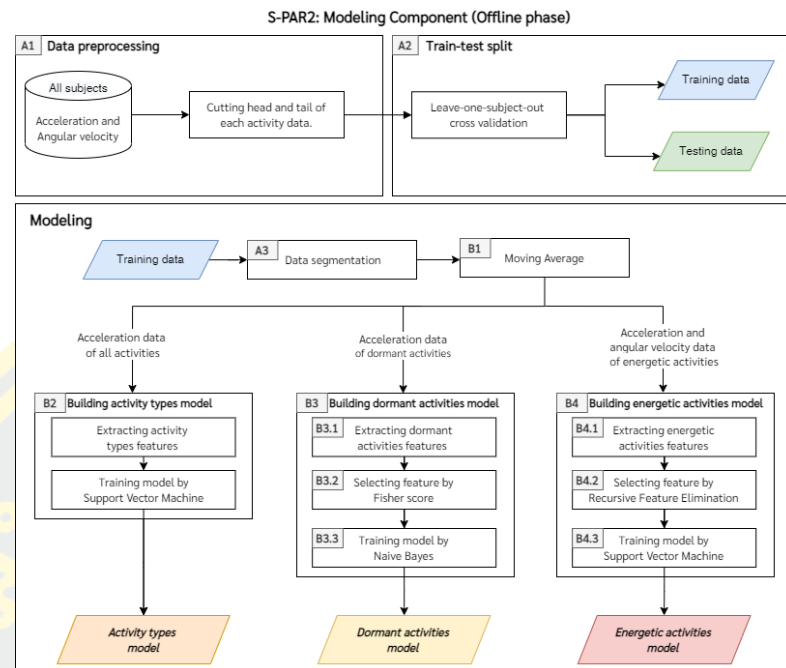 S-PAR2: Modeling Component (Offline phase)
A1 Data preprocessing
All subjects
Acceleration and
Angular velocity
Cutting head and tail of
each activity data.
A2 Train-test split
Leave-one-subject-out
cross validation
Training data
Testing data
Modeling
Training data
A3
Data segmentation
B1
Moving Average
Acceleration data
of all activities
Acceleration data
of dormant activities
Acceleration and
angular velocity data
of energetic activities
B2 Building activity types model
Extracting activity
types features
Training model by
Support Vector Machine
Activity types
model
B3 Building dormant activities model
B3.1
Extracting dormant
activities features
B3.2
Selecting feature by
Fisher score
B3.3
Training model by
Naive Bayes
Dormant activities
model
B4 Building energetic activities model
B4.1
Extracting energetic
activities features
B4.2
Selecting feature by
Recursive Feature Elimination
B4.3
Training model by
Support Vector Machine
Energetic activities
model